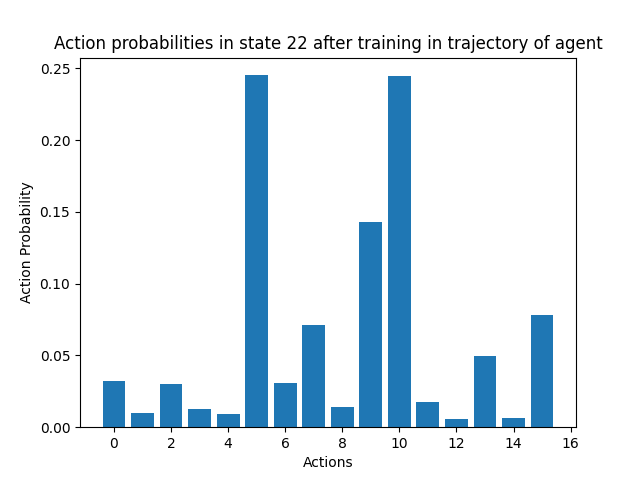 Action probabilities in state 22 after training in trajectory of agent
0.25
0.20
0.15
0.10
0.05
0.00
Action Probability
0 2 4 6 8 10 12 14 16
Actions